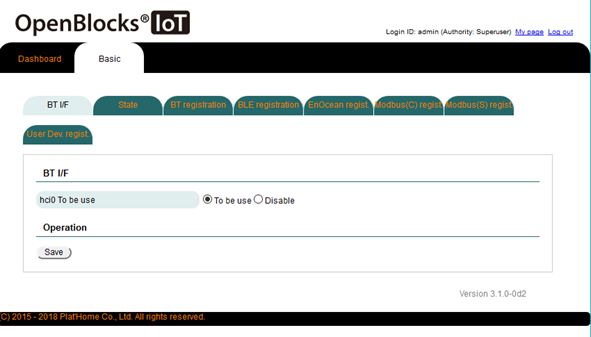 OpenBlocks® IoT
Login ID: admin (Authority: Superuser) My page Log out
Dashboard Basic
BT I/F State BT registration BLE registration EnOcean regist. Modbus(C) regist Modbus(S) regist.
User Dev. regist.
BT I/F
hci0 To be use To be use Disable
Operation
Save
Version 3.1.0-0d2
C) 2015 - 2018 Plat'Home Co., Ltd. All rights reserved.